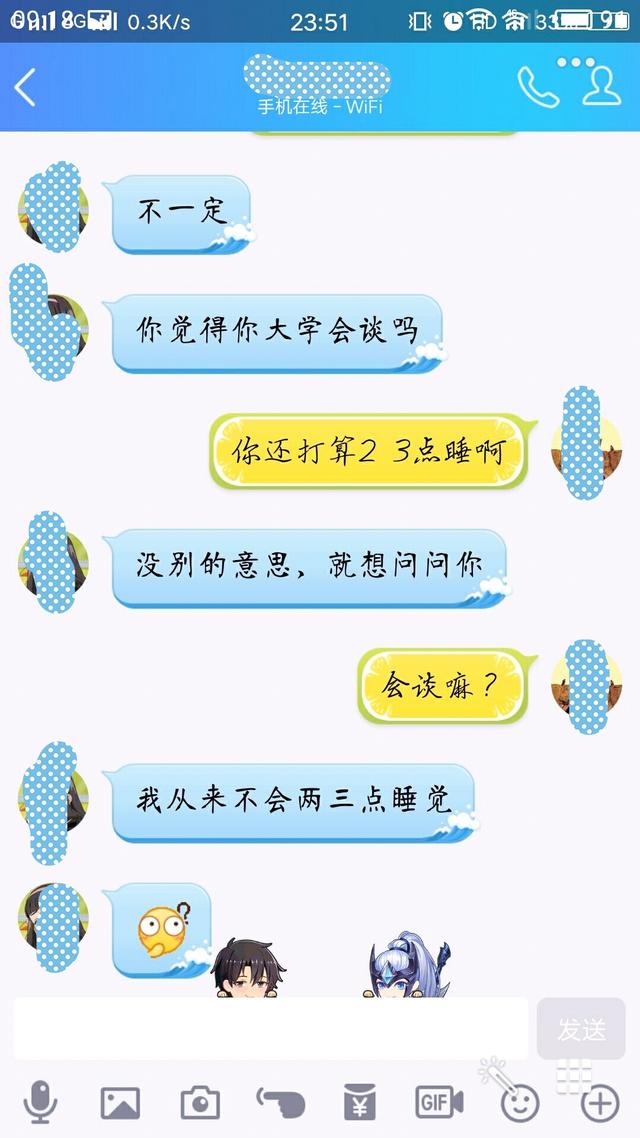 0.3K/s
23:51
手机在线 - WiFi
不一定
你觉得你大学会谈吗
你还打算2 3点睡啊
没别的意思，就想问问你
会谈嘛？
我从来不会两三点睡觉
发送
GIF